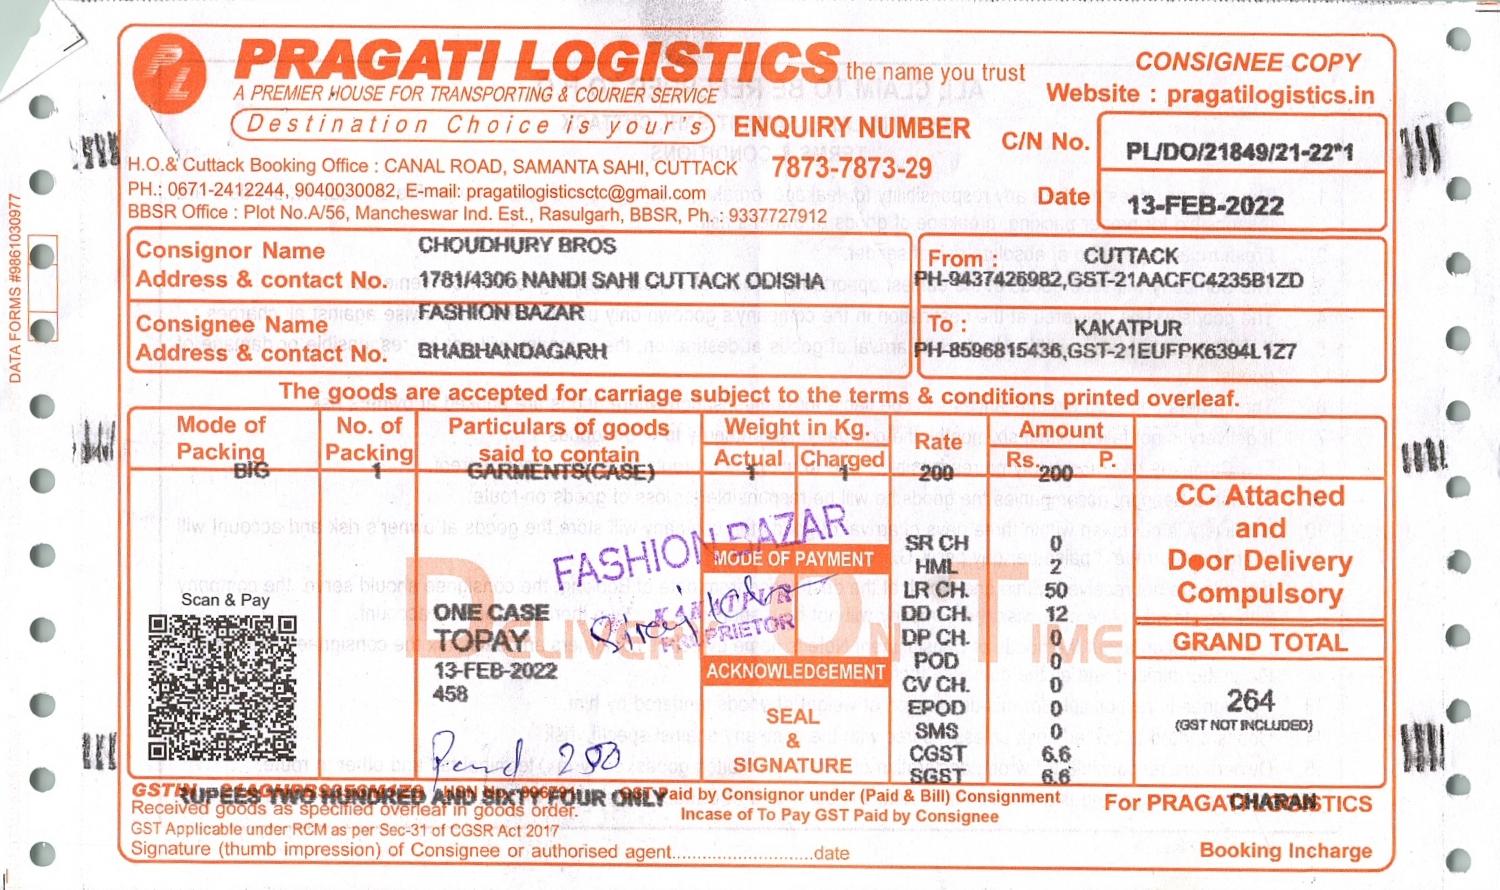 PRAGATI LOGISTICS the name you trust
A PREMIER HOUSE FOR TRANSPORTING & COURIER SERVICE
Destination Choice is your's
CONSIGNEE COPY
Website : pragatilogistics.in
ENQUIRY NUMBER
7873-7873-29
C/N No. PL/DO/21849/21-22*1
Date 13-FEB-2022
H.O.& Cuttack Booking Office : CANAL ROAD, SAMANTA SAHI, CUTTACK
PH.: 0671-2412244, 9040030082, E-mail: pragatilogisticsctc@gmail.com
BBSR Office : Plot No.A/56, Mancheswar Ind. Est., Rasulgarh, BBSR, Ph. : 9337727912
DATA FORMS #9861030977
Consignor Name CHOUDHURY BROS
Address & contact No. 1781/4306 NANDI SAHI CUTTACK ODISHA
From : CUTTACK
PH-9437426982,GST-21AACFC4235B1ZD
Consignee Name FASHION BAZAR
Address & contact No. BHABHANDAGARH
To : KAKATPUR
PH-8596815436,GST-21EUFPK6394L1Z7
The goods are accepted for carriage subject to the terms & conditions printed overleaf.
Mode of Packing No. of Packing Particulars of goods said to contain Weight in Kg. Actual Charged Rate Amount Rs. P.
BIG 1 GARMENTS(CASE) 1 1 200 200
CC Attached
and
Door Delivery
Compulsory
GRAND TOTAL
264
(GST NOT INCLUDED)
FASHION BAZAR
PROPRIETOR
MODE OF PAYMENT
ACKNOWLEDGEMENT
SEAL
&
SIGNATURE
SR CH 0
HML 2
LR CH. 50
DD CH. 12
DP CH. 0
POD 0
CV CH. 0
EPOD 0
SMS 0
CGST 6.6
SGST 6.6
Scan & Pay
DELIVERY ON TIME
ONE CASE
TOPAY
13-FEB-2022
458
Paid 250
GSTIN
RUPEES TWO HUNDRED AND SIXTY FOUR ONLY
GST Paid by Consignor under (Paid & Bill) Consignment
Incase of To Pay GST Paid by Consignee
Received goods as specified overleaf in goods order.
GST Applicable under RCM as per Sec-31 of CGSR Act 2017
Signature (thumb impression) of Consignee or authorised agent..........................date
For PRAGATI LOGISTICS
CHARAN
Booking Incharge